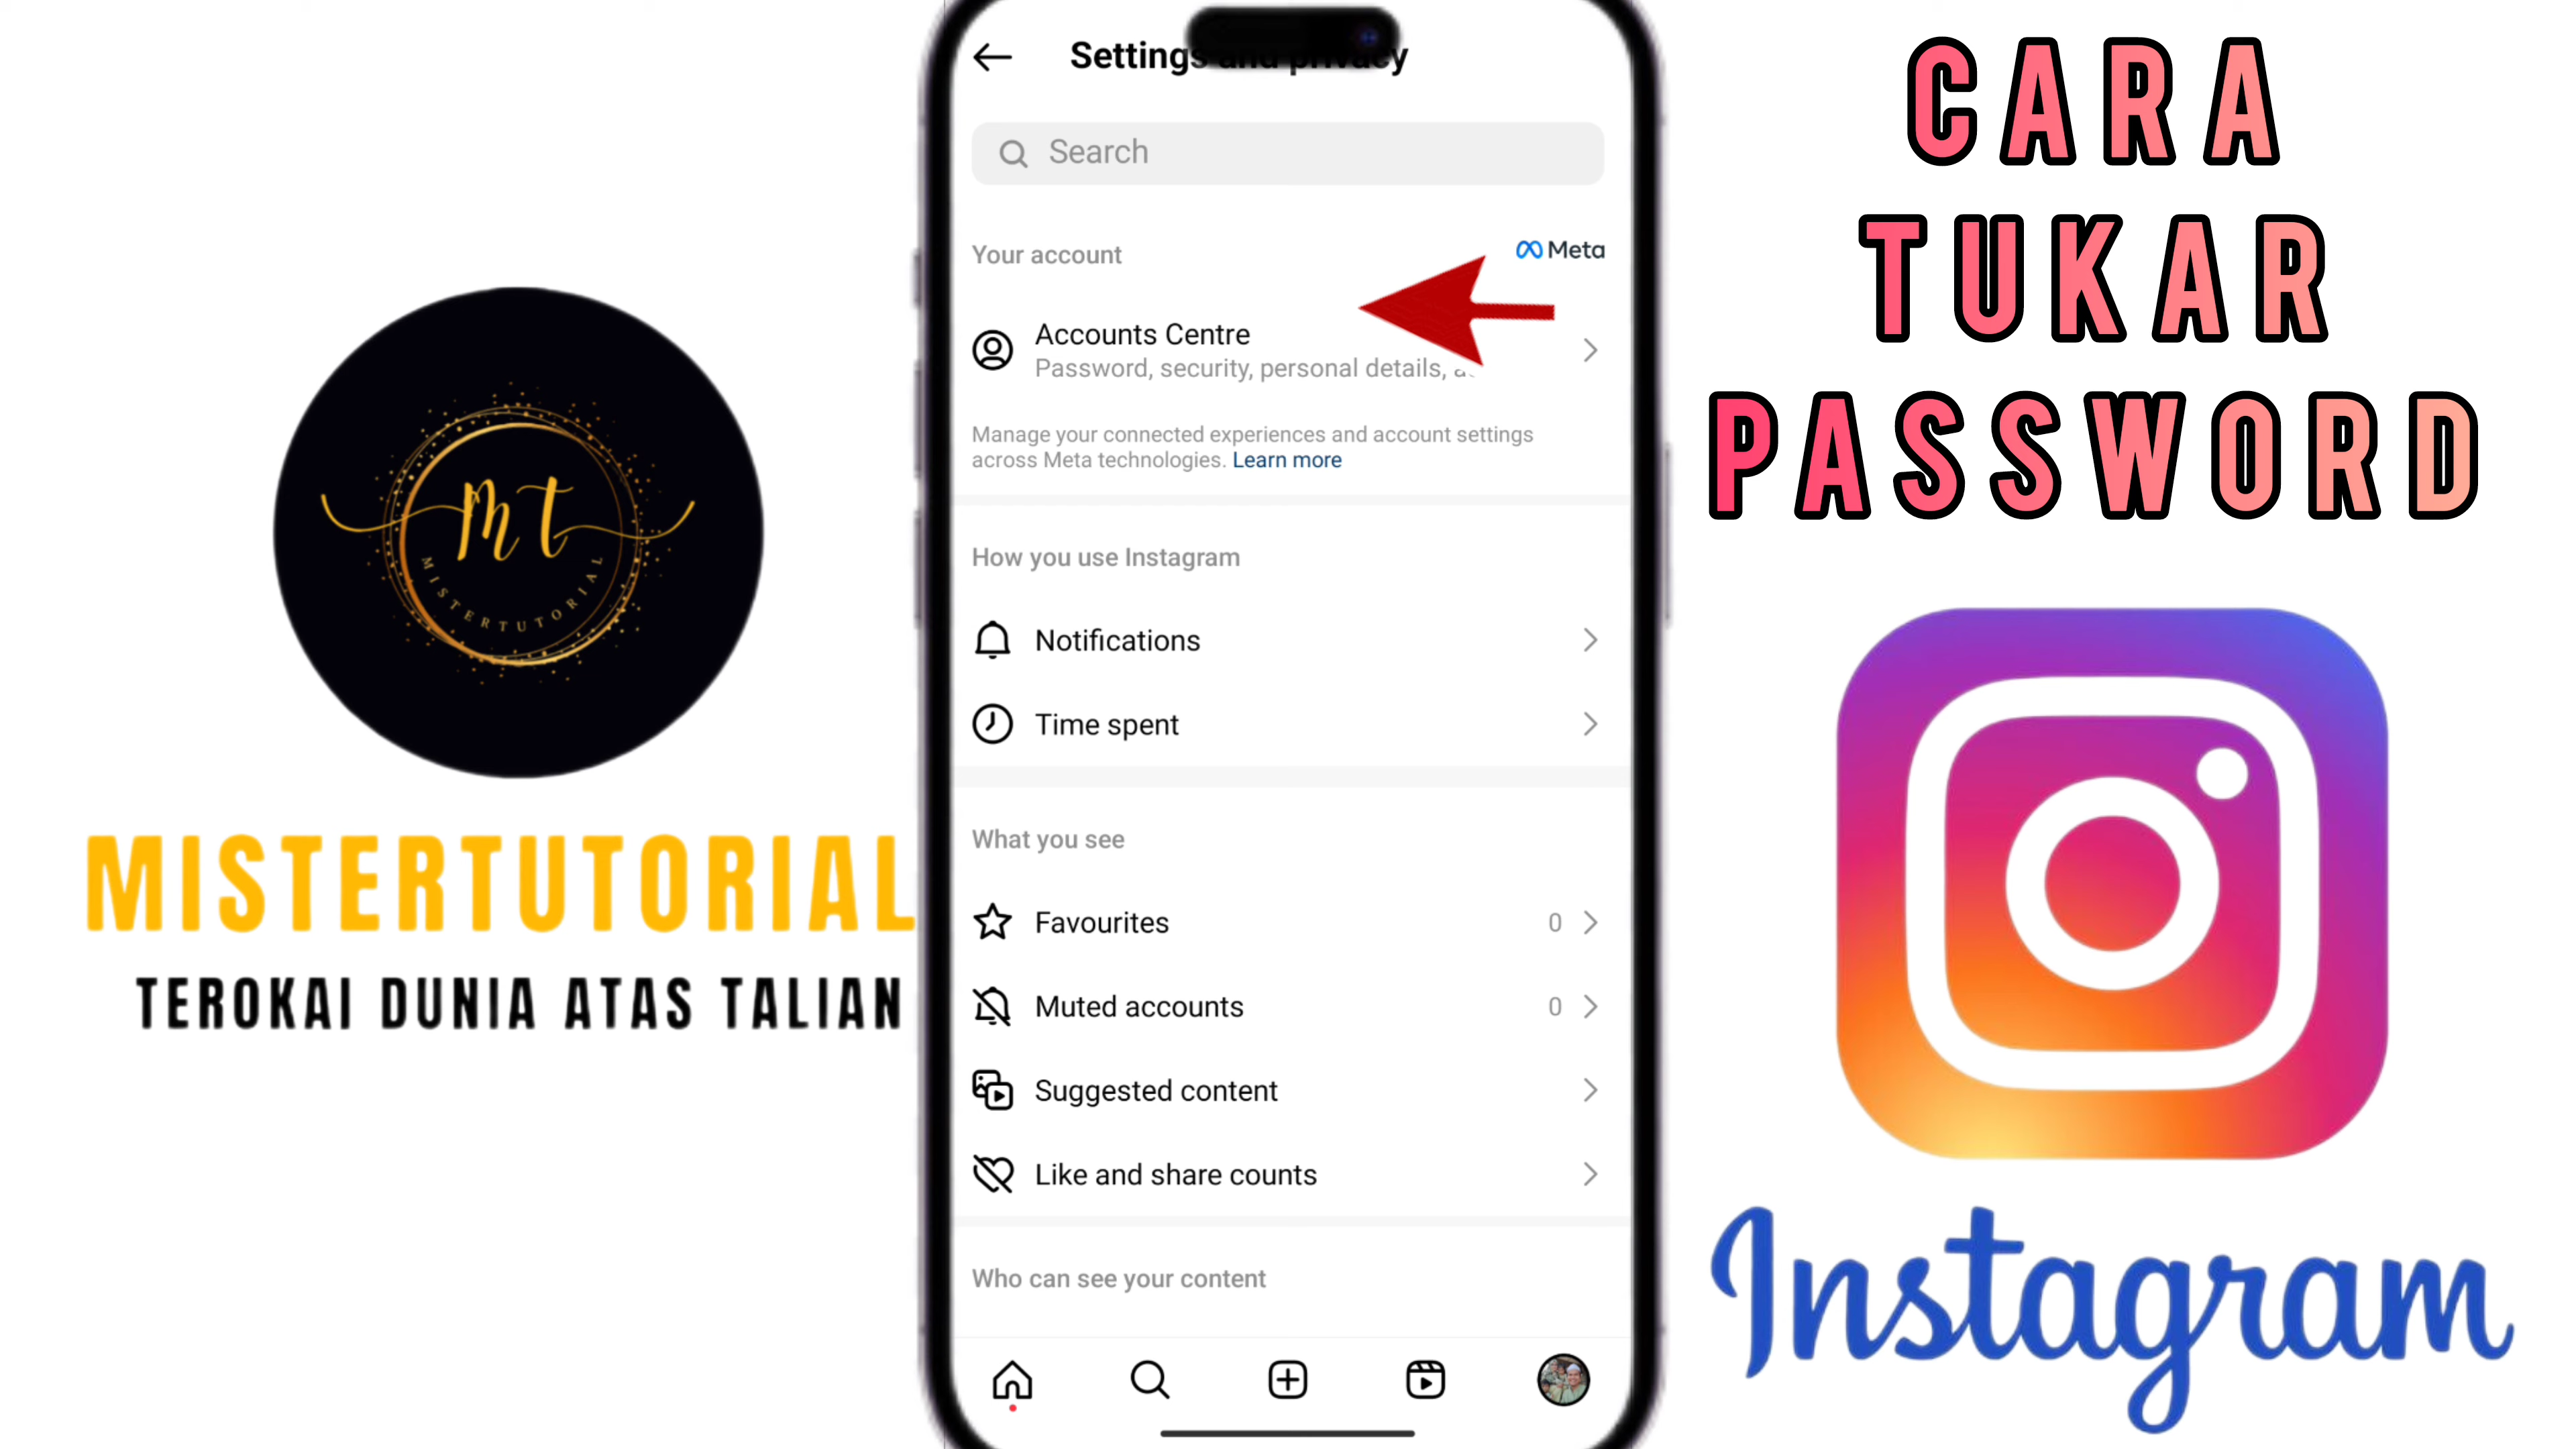 Mt
MISTERTUTORIAL
MISTERTUTORIAL
TEROKAI DUNIA ATAS TALIAN
Settings and privacy
Search
Your account
Meta
Accounts Centre
Password, security, personal details,
Manage your connected experiences and account settings
across Meta technologies. Learn more
How you use Instagram
Notifications
Time spent
What you see
Favourites 0
Muted accounts 0
Suggested content
Like and share counts
Who can see your content
CARA
TUKAR
PASSWORD
Instagram